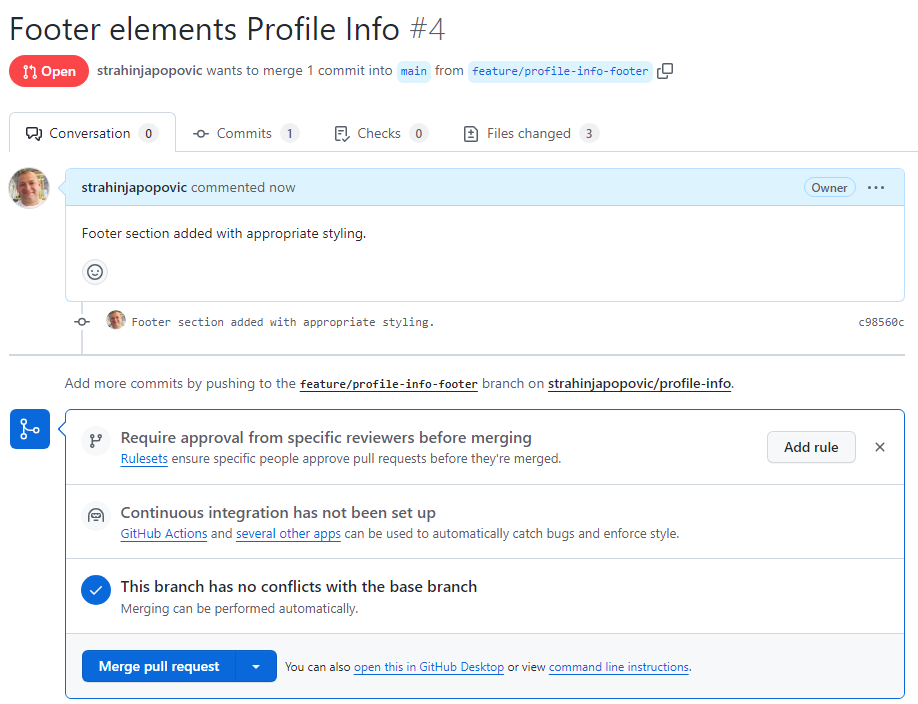 Footer elements Profile Info #4
Open strahinjapopovic wants to merge 1 commit into main from feature/profile-info-footer
Conversation 0 Commits 1 Checks 0 Files changed 3
strahinjapopovic commented now Owner
Footer section added with appropriate styling.
Footer section added with appropriate styling. c98560c
Add more commits by pushing to the feature/profile-info-footer branch on strahinjapopovic/profile-info.
Require approval from specific reviewers before merging
Rulesets ensure specific people approve pull requests before they're merged.
Add rule
Continuous integration has not been set up
GitHub Actions and several other apps can be used to automatically catch bugs and enforce style.
This branch has no conflicts with the base branch
Merging can be performed automatically.
Merge pull request You can also open this in GitHub Desktop or view command line instructions.